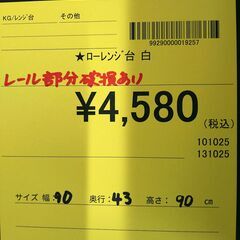 KG/レンジ台 その他
99290000019257
★ローレンジ台 白
レール部分破損あり
¥4,580
(税込)
101025
131025
サイズ 幅:90 奥行:43 高さ:90 cm